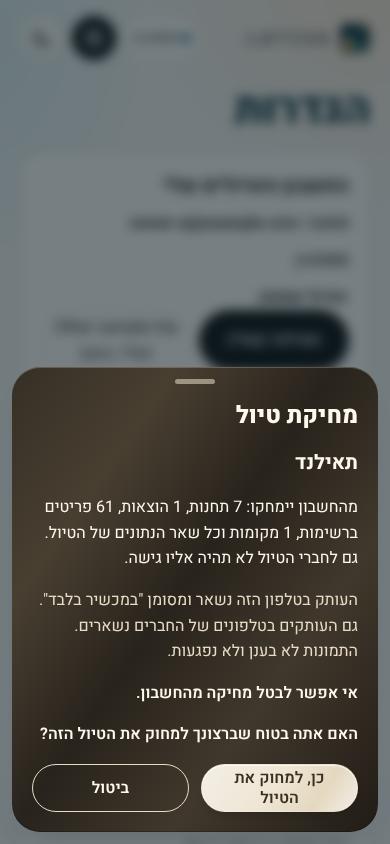 הגדרות
מחיקת טיול
תאילנד
מהחשבון יימחקו: 7 תחנות, 1 הוצאות, 61 פריטים
ברשימות, 1 מקומות וכל שאר הנתונים של הטיול.
גם לחברי הטיול לא תהיה אליו גישה.
העותק בטלפון הזה נשאר ומסומן "במכשיר בלבד".
גם העותקים בטלפונים של החברים נשארים.
התמונות לא בענן ולא נפגעות.
אי אפשר לבטל מחיקה מהחשבון.
האם אתה בטוח שברצונך למחוק את הטיול הזה?
כן, למחוק את
הטיול
ביטול